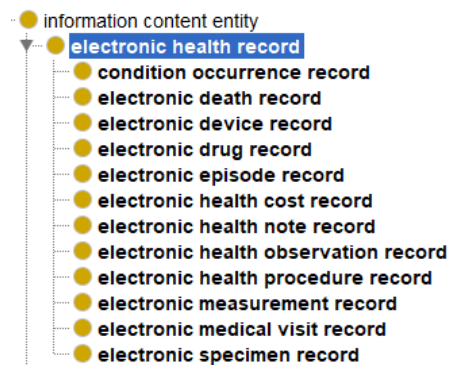 information content entity
electronic health record
condition occurrence record
electronic death record
electronic device record
electronic drug record
electronic episode record
electronic health cost record
electronic health note record
electronic health observation record
electronic health procedure record
electronic measurement record
electronic medical visit record
electronic specimen record